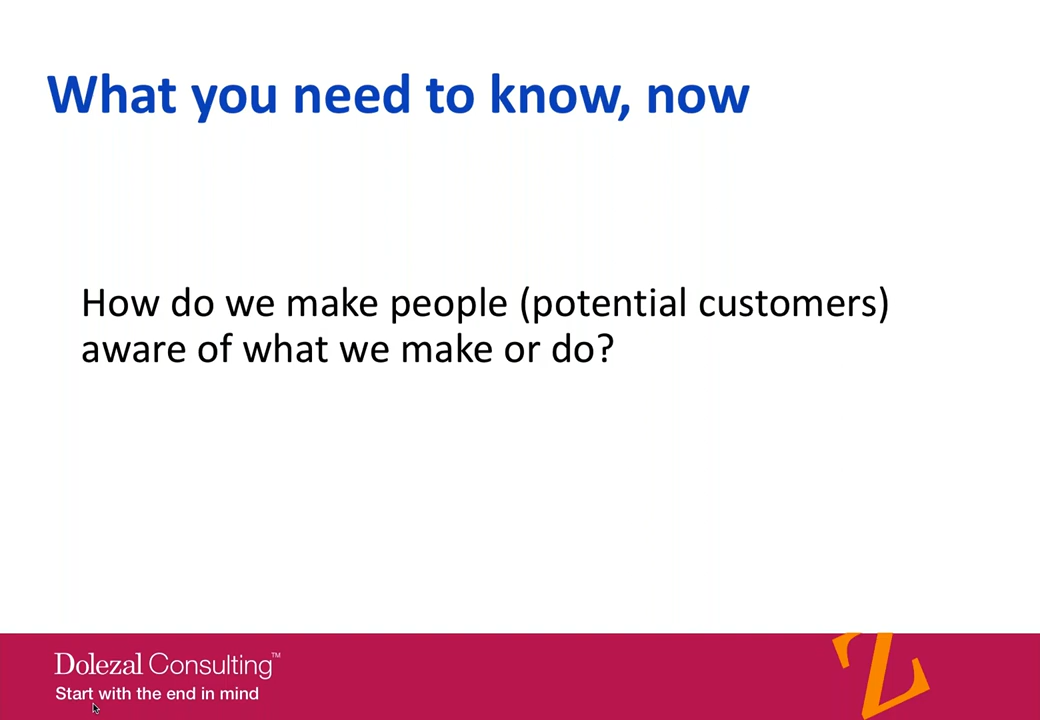 What you need to know, now
How do we make people (potential customers)
aware of what we make or do?
Dolezal Consulting™
Start with the end in mind
Z